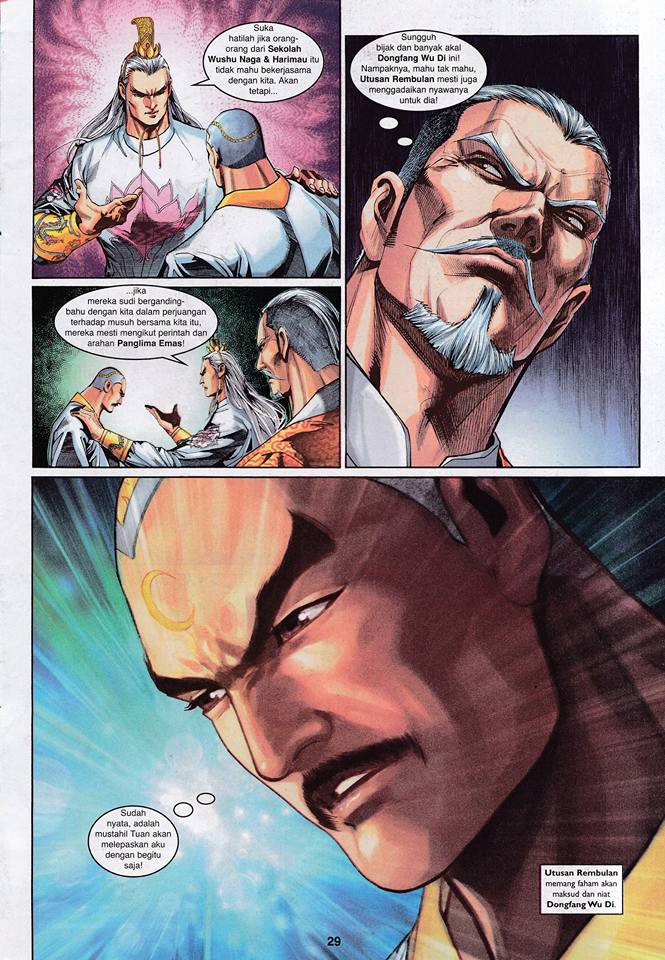 Suka
hatilah jika orang-
orang dari Sekolah
Wushu Naga & Harimau itu
tidak mahu bekerjasama
dengan kita. Akan
tetapi...
Sungguh
bijak dan banyak akal
Dongfang Wu Di ini!
Nampaknya, mahu tak mahu,
Utusan Rembulan mesti juga
menggadaikan nyawanya
untuk dia!
...jika
mereka sudi berganding-
bahu dengan kita dalam perjuangan
terhadap musuh bersama kita itu,
mereka mesti mengikut perintah dan
arahan Panglima Emas!
Sudah
nyata, adalah
mustahil Tuan akan
melepaskan aku
dengan begitu
saja!
Utusan Rembulan
memang faham akan
maksud dan niat
Dongfang Wu Di.
29